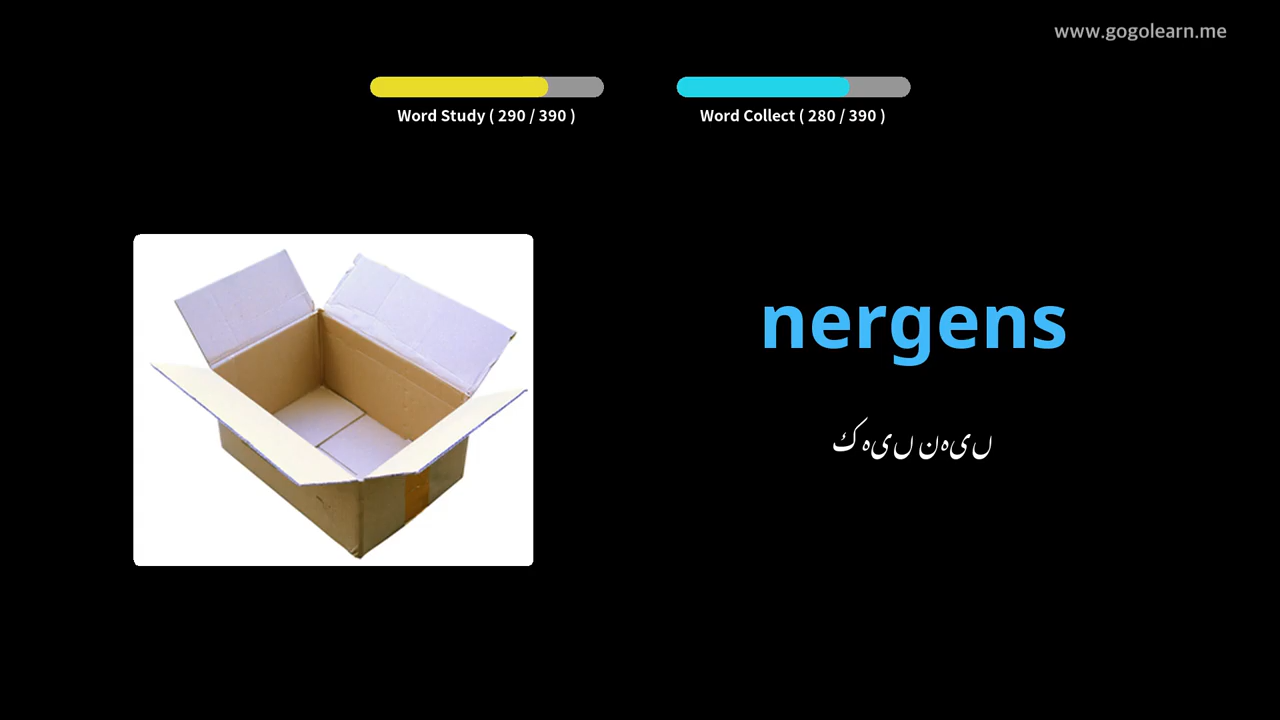 www.gogolearn.me
Word Study ( 290 / 390 )
Word Collect ( 280 / 390 )
nergens
کہیں نہیں